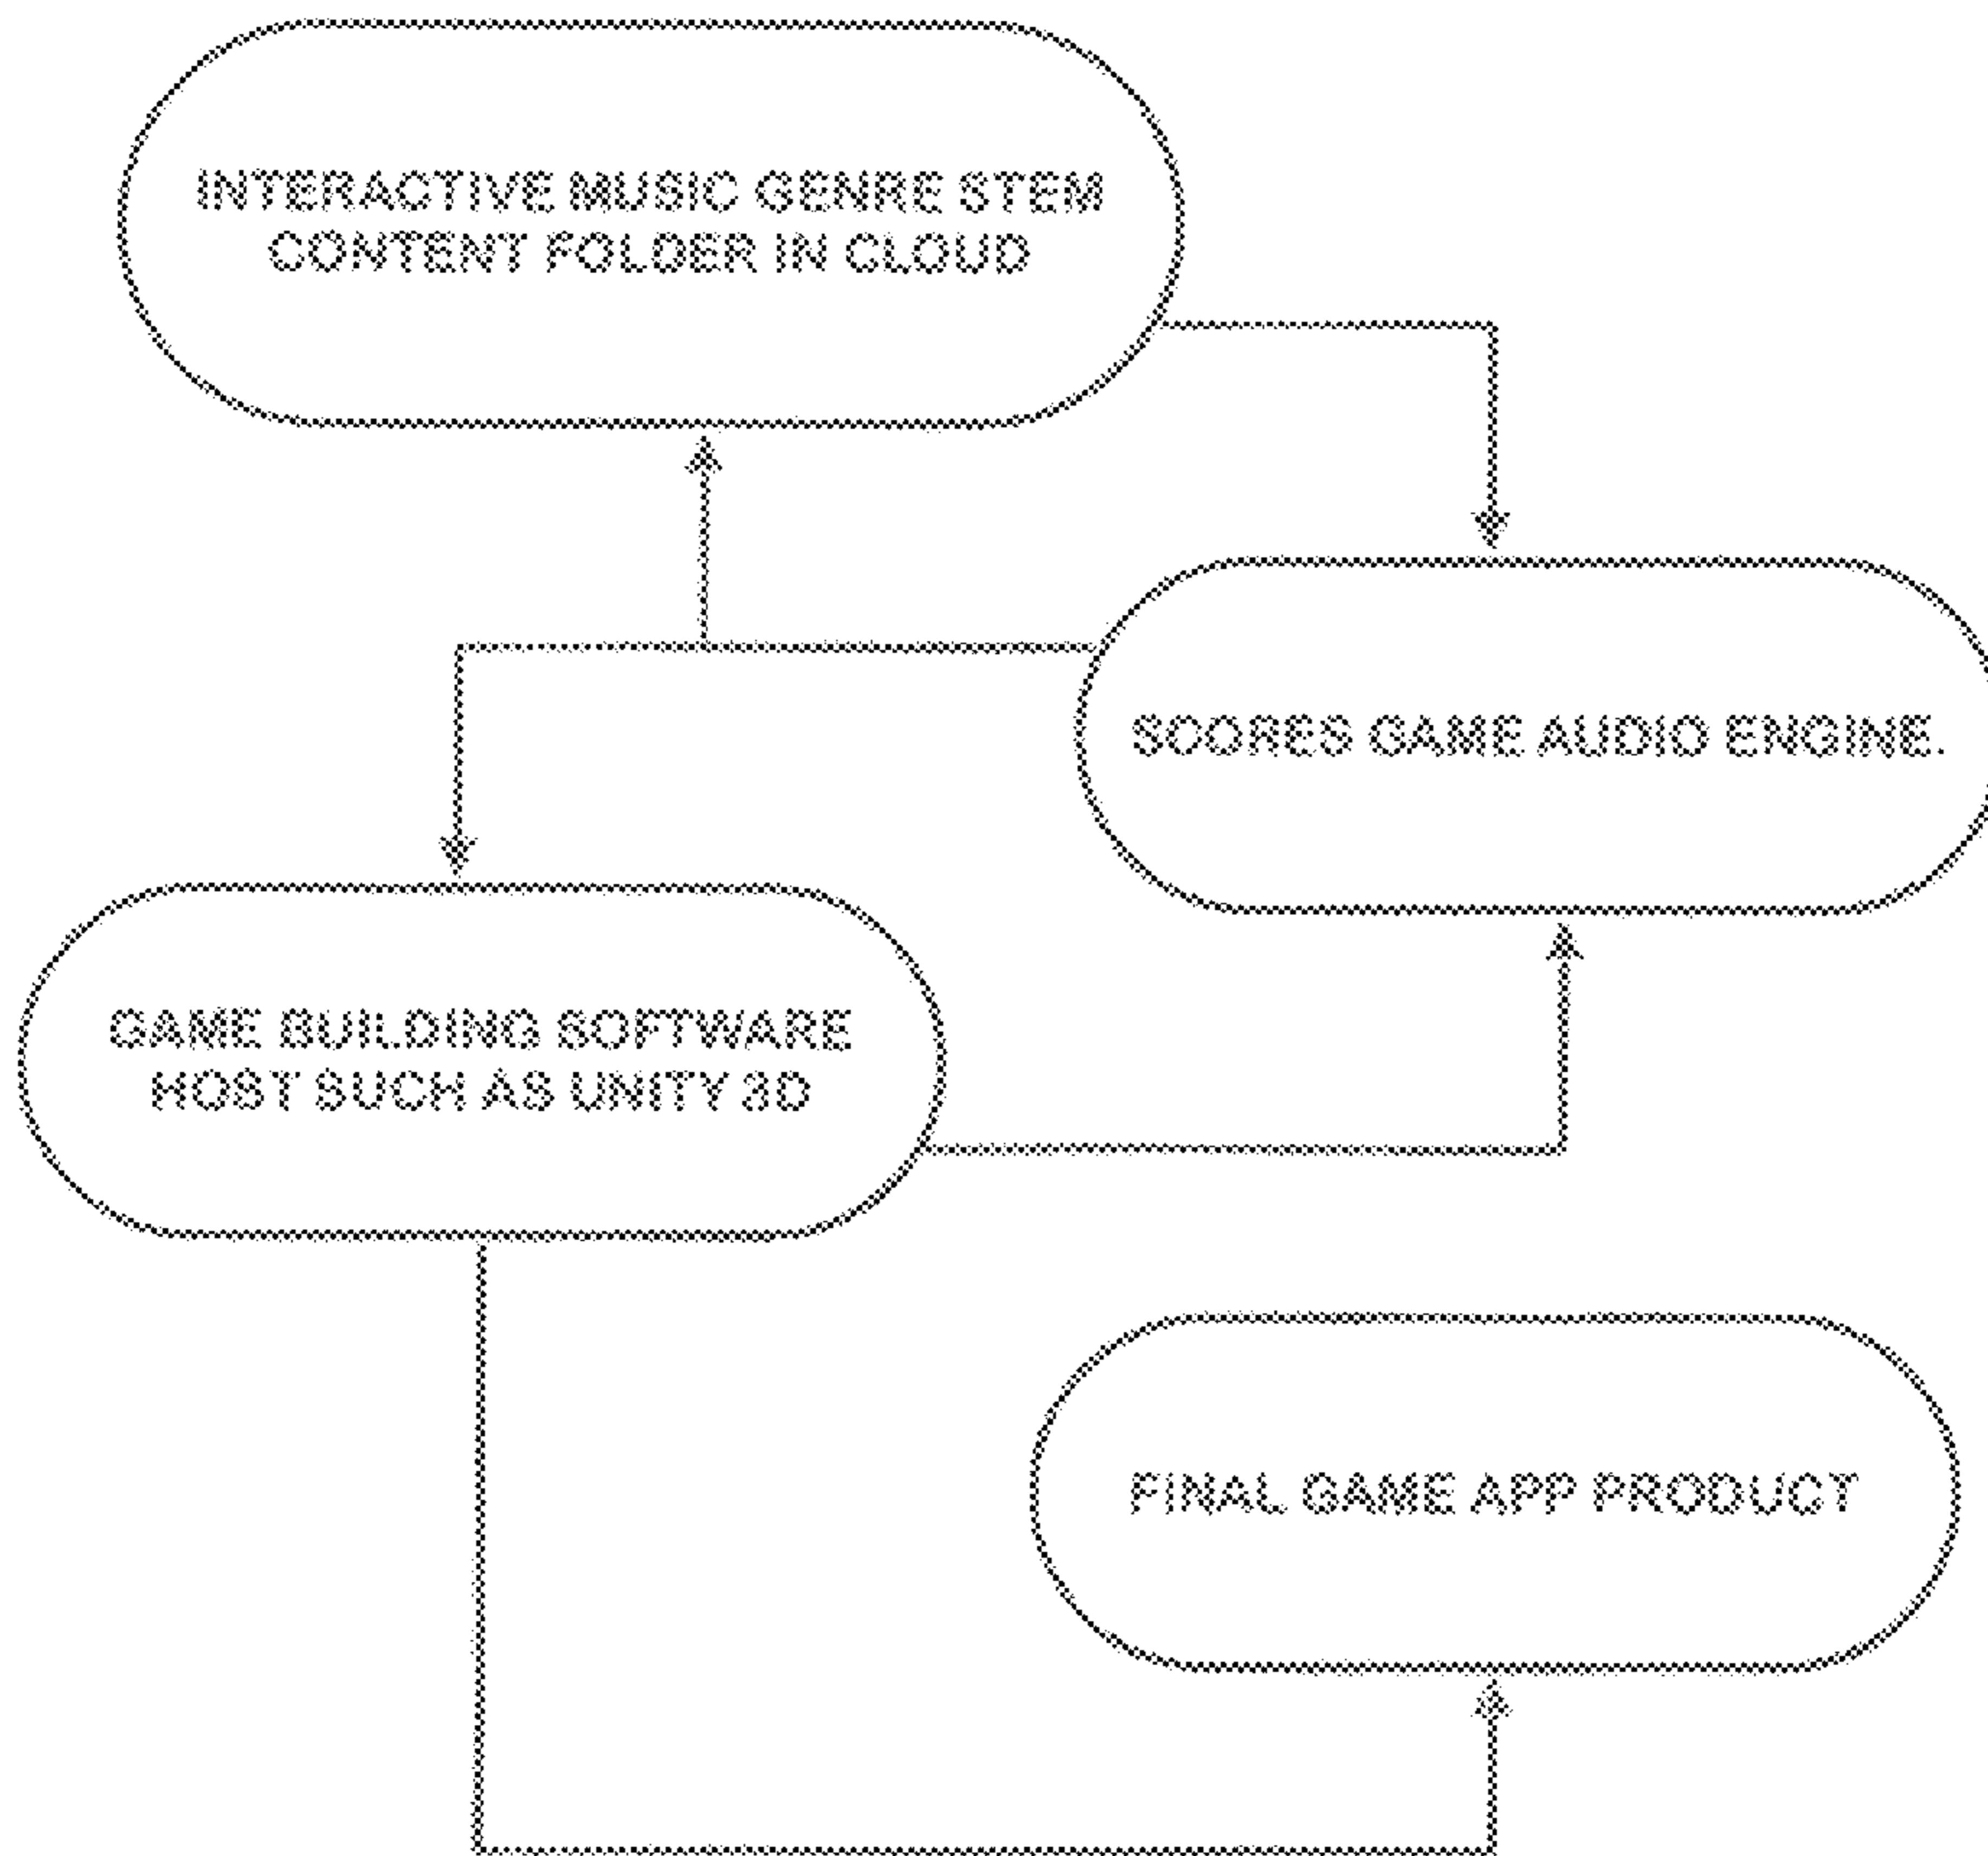 INTERACTIVE MUSIC GENRE STEM
CONTENT FOLDER IN CLOUD
SCORES GAME AUDIO ENGINE.
GAME BUILDING SOFTWARE
HOST SUCH AS UNITY 3D
FINAL GAME APP PRODUCT